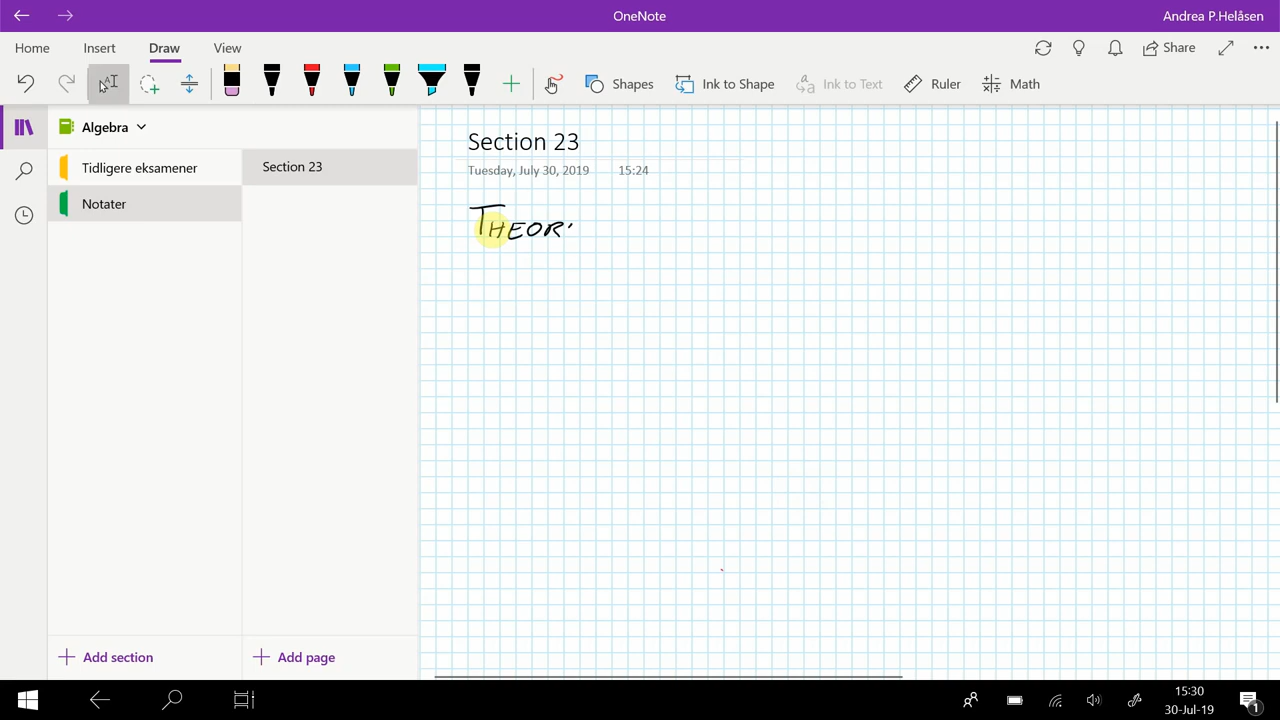 OneNote
Andrea P.Helåsen
Home Insert Draw View
Share
Shapes
Ink to Shape
Ink to Text
Ruler
Math
Algebra
Tidligere eksamener
Notater
Section 23
Section 23
Tuesday, July 30, 2019 15:24
THEOR
Add section
Add page
15:30
30-Jul-19
1